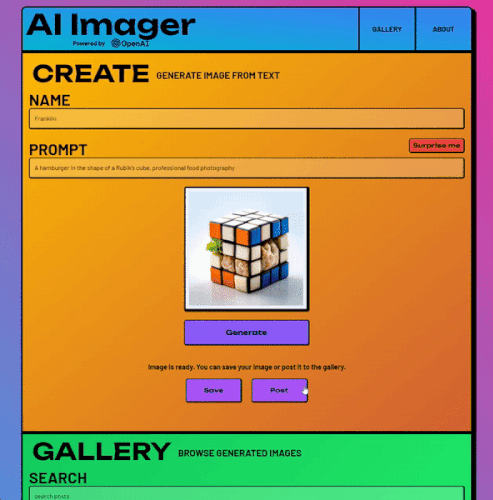 AI Imager
Powered by OpenAI
GALLERY
ABOUT
CREATE GENERATE IMAGE FROM TEXT
NAME
Franklin
PROMPT
Surprise me
A hamburger in the shape of a Rubik's cube, professional food photography
Generate
Image is ready. You can save your image or post it to the gallery.
Save
Post
GALLERY BROWSE GENERATED IMAGES
SEARCH
Search posts